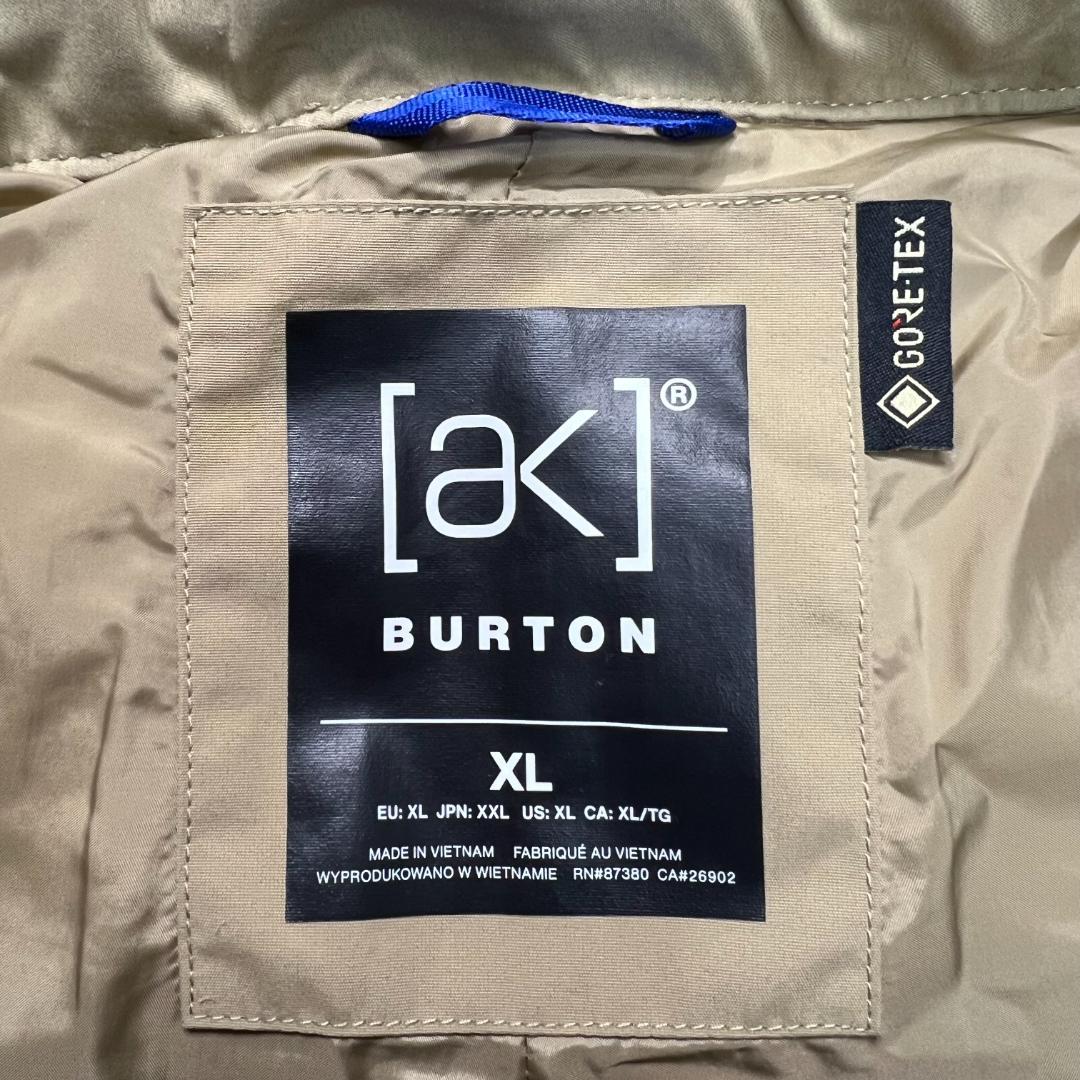 [ak]®
BURTON
XL
EU: XL JPN: XXL US: XL CA: XL/TG
MADE IN VIETNAM FABRIQUÉ AU VIETNAM
WYPRODUKOWANO W WIETNAMIE RN#87380 CA#26902
GORE-TEX